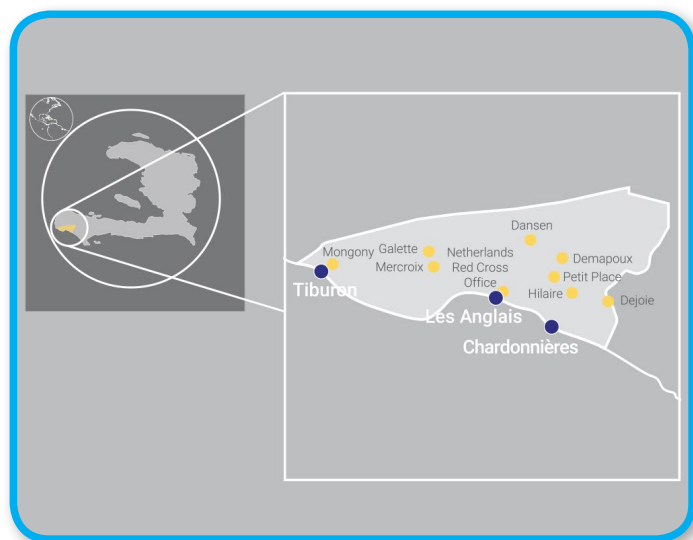 Dansen
Mongony
Galette
Netherlands
Red Cross
Office
Mercroix
Demapoux
Petit Place
Hilaire
Dejoie
Tiburon
Les Anglais
Chardonnières